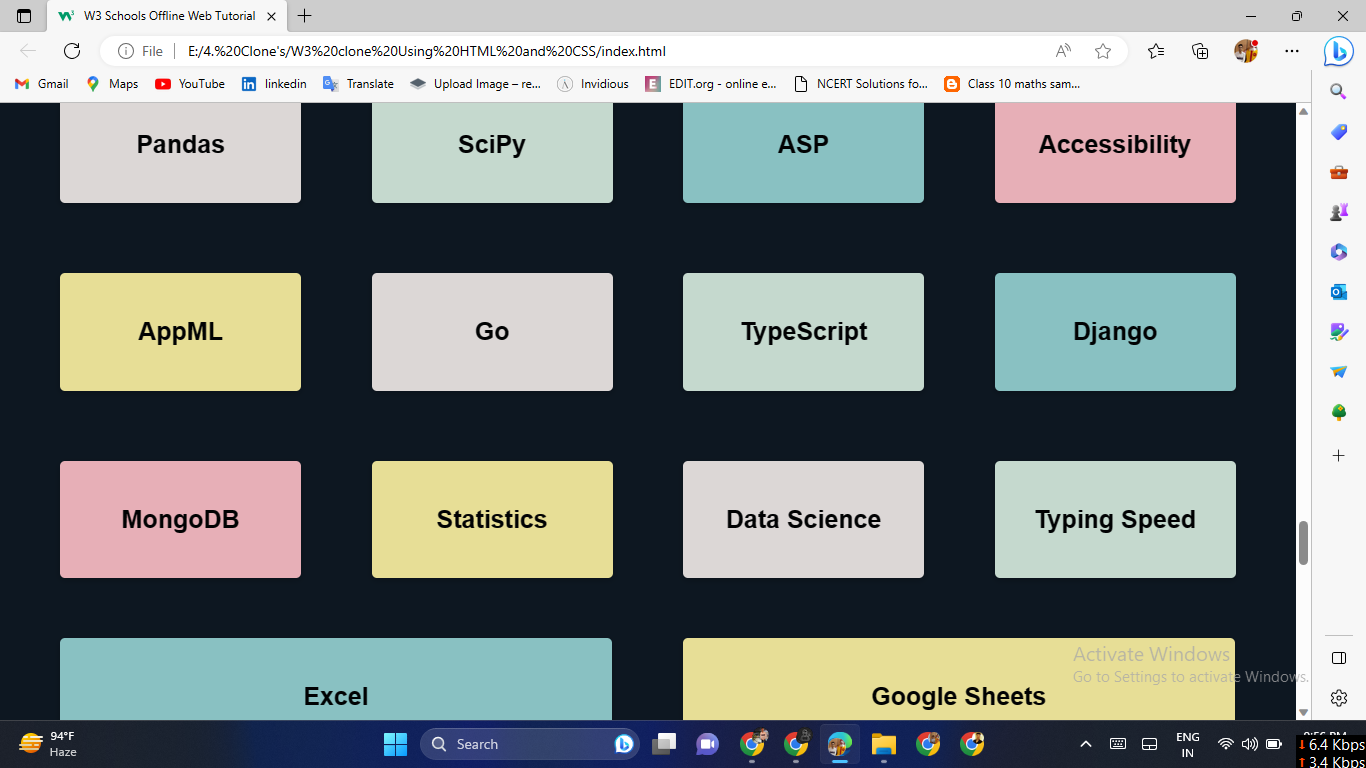 W3 Schools Offline Web Tutorial
File
E:/4.%20Clone's/W3%20clone%20Using%20HTML%20and%20CSS/index.html
Gmail
Maps
YouTube
linkedin
Translate
Upload Image – re...
Invidious
EDIT.org - online e...
NCERT Solutions fo...
Class 10 maths sam...
Pandas
SciPy
ASP
Accessibility
AppML
Go
TypeScript
Django
MongoDB
Statistics
Data Science
Typing Speed
Excel
Google Sheets
Activate Windows
Go to Settings to activate Windows.
94°F
Haze
Search
ENG
IN
6.4 Kbps
3.4 Kbps